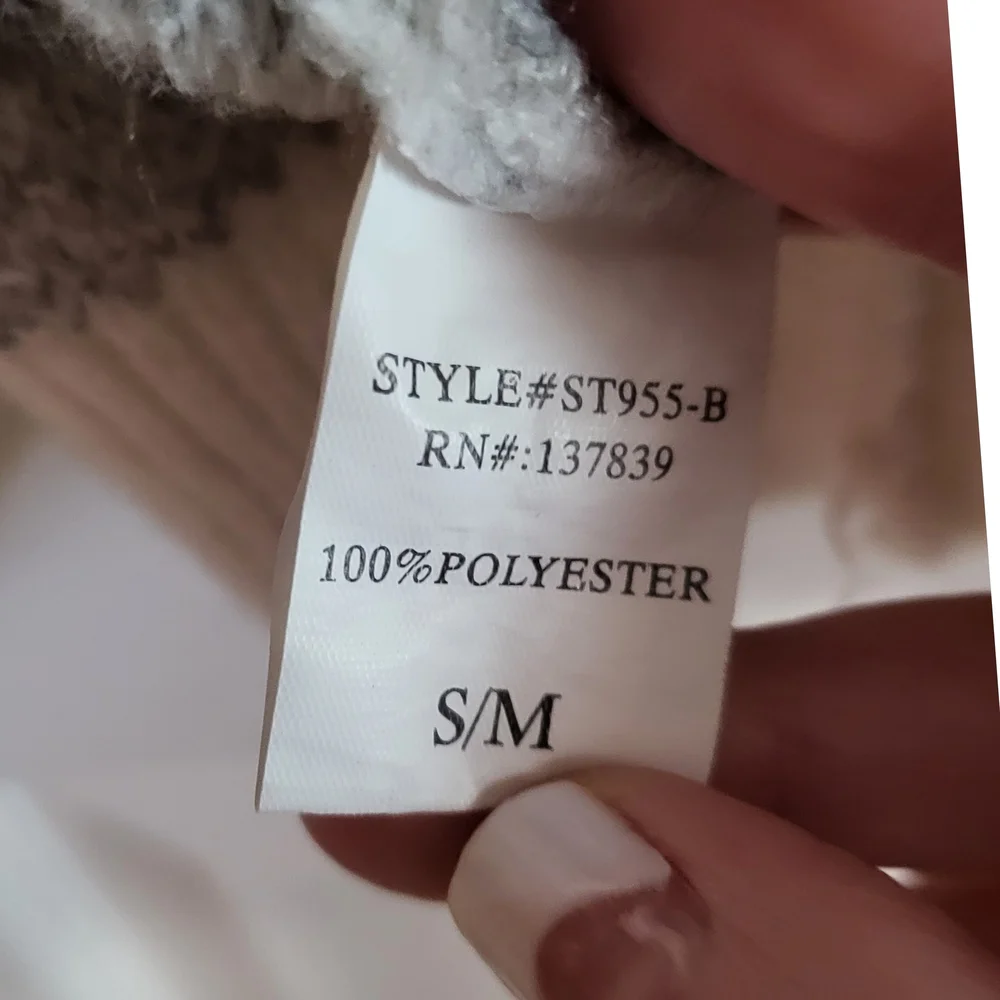 STYLE#ST955-B
RN#:137839
100%POLYESTER
S/M